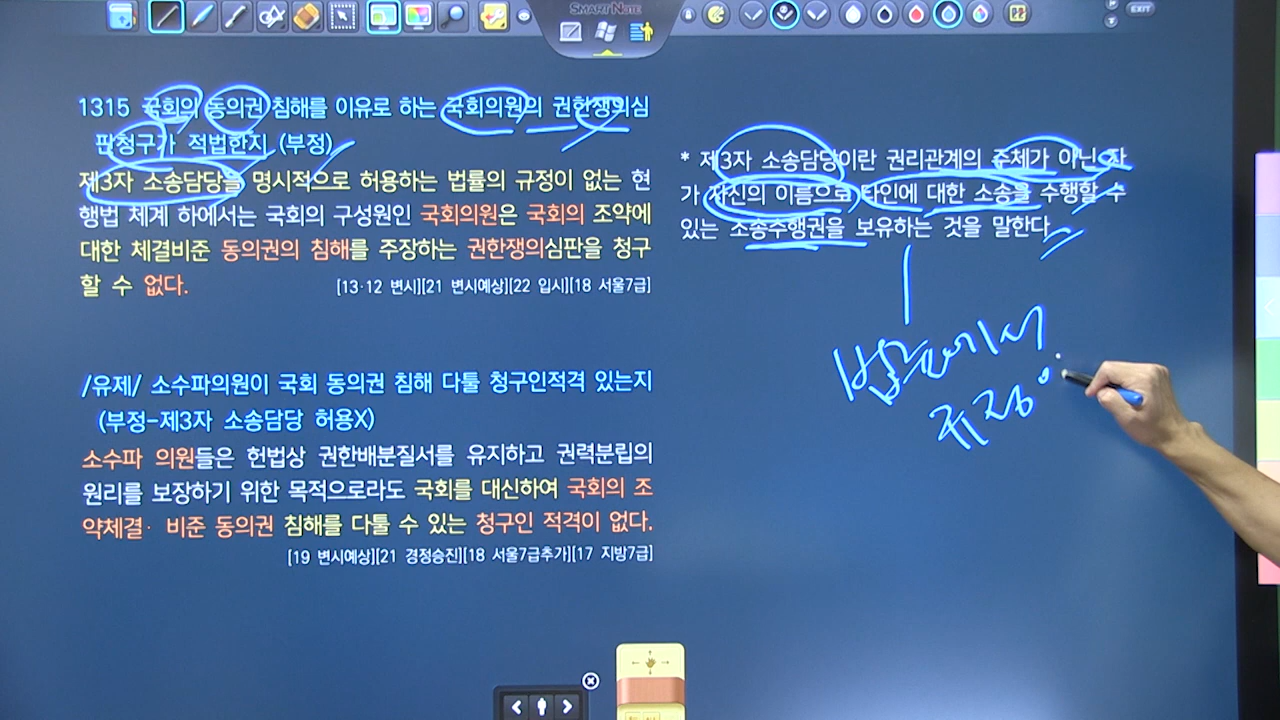 SMART NOTE
EXIT
1315 국회의 동의권 침해를 이유로 하는 국회의원의 권한쟁의심
판청구가 적법한지 (부정)
제3자 소송담당을 명시적으로 허용하는 법률의 규정이 없는 현
행법 체계 하에서는 국회의 구성원인 국회의원은 국회의 조약에
대한 체결비준 동의권의 침해를 주장하는 권한쟁의심판을 청구
할 수 없다.
[13·12 변시][21 변시예상][22 입시][18 서울7급]
/유제/ 소수파의원이 국회 동의권 침해 다툴 청구인적격 있는지
(부정-제3자 소송담당 허용X)
소수파 의원들은 헌법상 권한배분질서를 유지하고 권력분립의
원리를 보장하기 위한 목적으로라도 국회를 대신하여 국회의 조
약체결· 비준 동의권 침해를 다툴 수 있는 청구인 적격이 없다.
[19 변시예상][21 경정승진][18 서울7급추가][17 지방7급]
* 제3자 소송담당이란 권리관계의 주체가 아닌 자
가 자신의 이름으로 타인에 대한 소송을 수행할 수
있는 소송수행권을 보유하는 것을 말한다
법률에서
규정